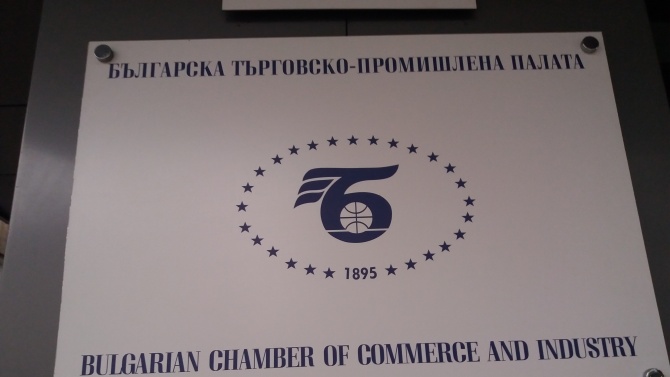 БЪЛГАРСКА ТЪРГОВСКО-ПРОМИШЛЕНА ПАЛАТА
1895
BULGARIAN CHAMBER OF COMMERCE AND INDUSTRY